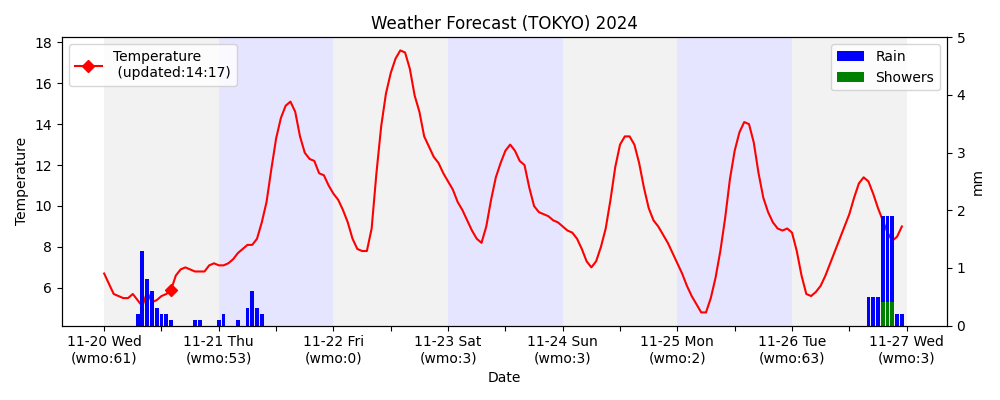 Weather Forecast (TOKYO) 2024
Temperature
(updated:14:17)
Rain
Showers
18
16
14
12
10
8
6
Temperature
5
4
3
2
1
0
mm
11-20 Wed 11-21 Thu 11-22 Fri 11-23 Sat 11-24 Sun 11-25 Mon 11-26 Tue 11-27 Wed
(wmo:61) (wmo:53) (wmo:0) (wmo:3) (wmo:3) (wmo:2) (wmo:63) (wmo:3)
Date